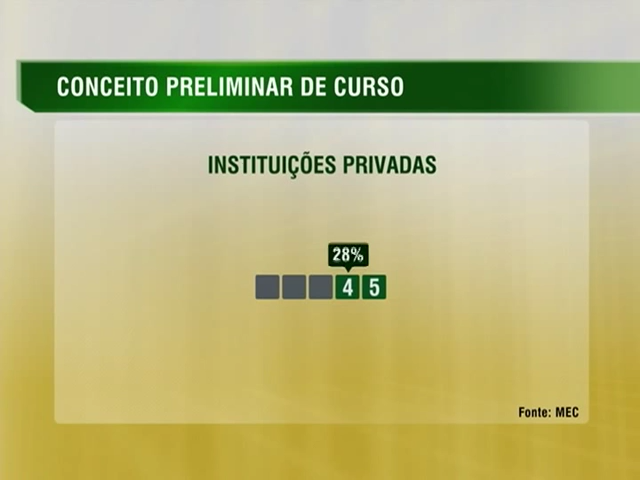 CONCEITO PRELIMINAR DE CURSO
INSTITUIÇÕES PRIVADAS
28%
4 5
Fonte: MEC